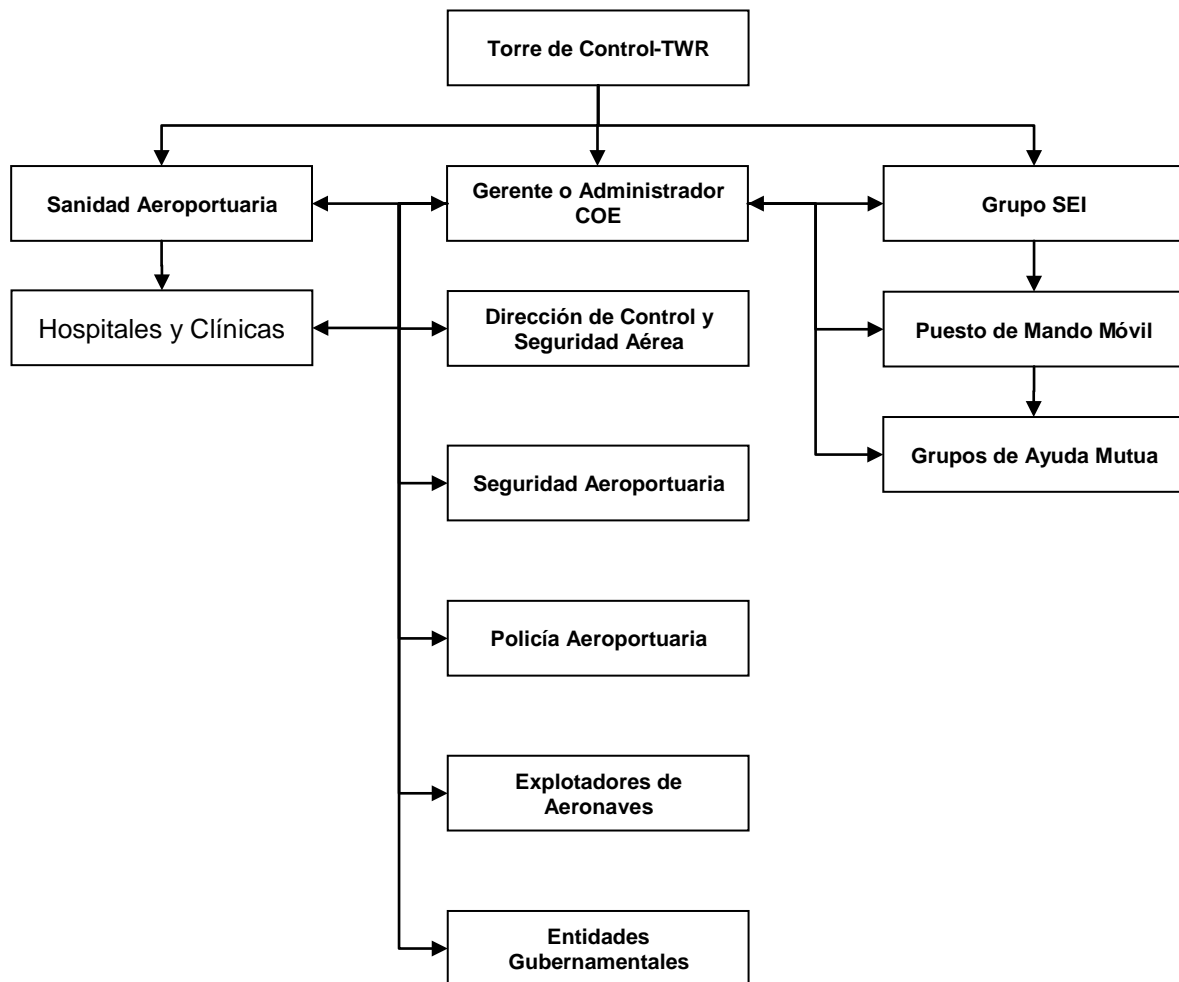 Torre de Control-TWR
Sanidad Aeroportuaria
Gerente o Administrador
COE
Grupo SEI
Hospitales y Clínicas
Dirección de Control y
Seguridad Aérea
Puesto de Mando Móvil
Seguridad Aeroportuaria
Grupos de Ayuda Mutua
Policía Aeroportuaria
Explotadores de
Aeronaves
Entidades
Gubernamentales